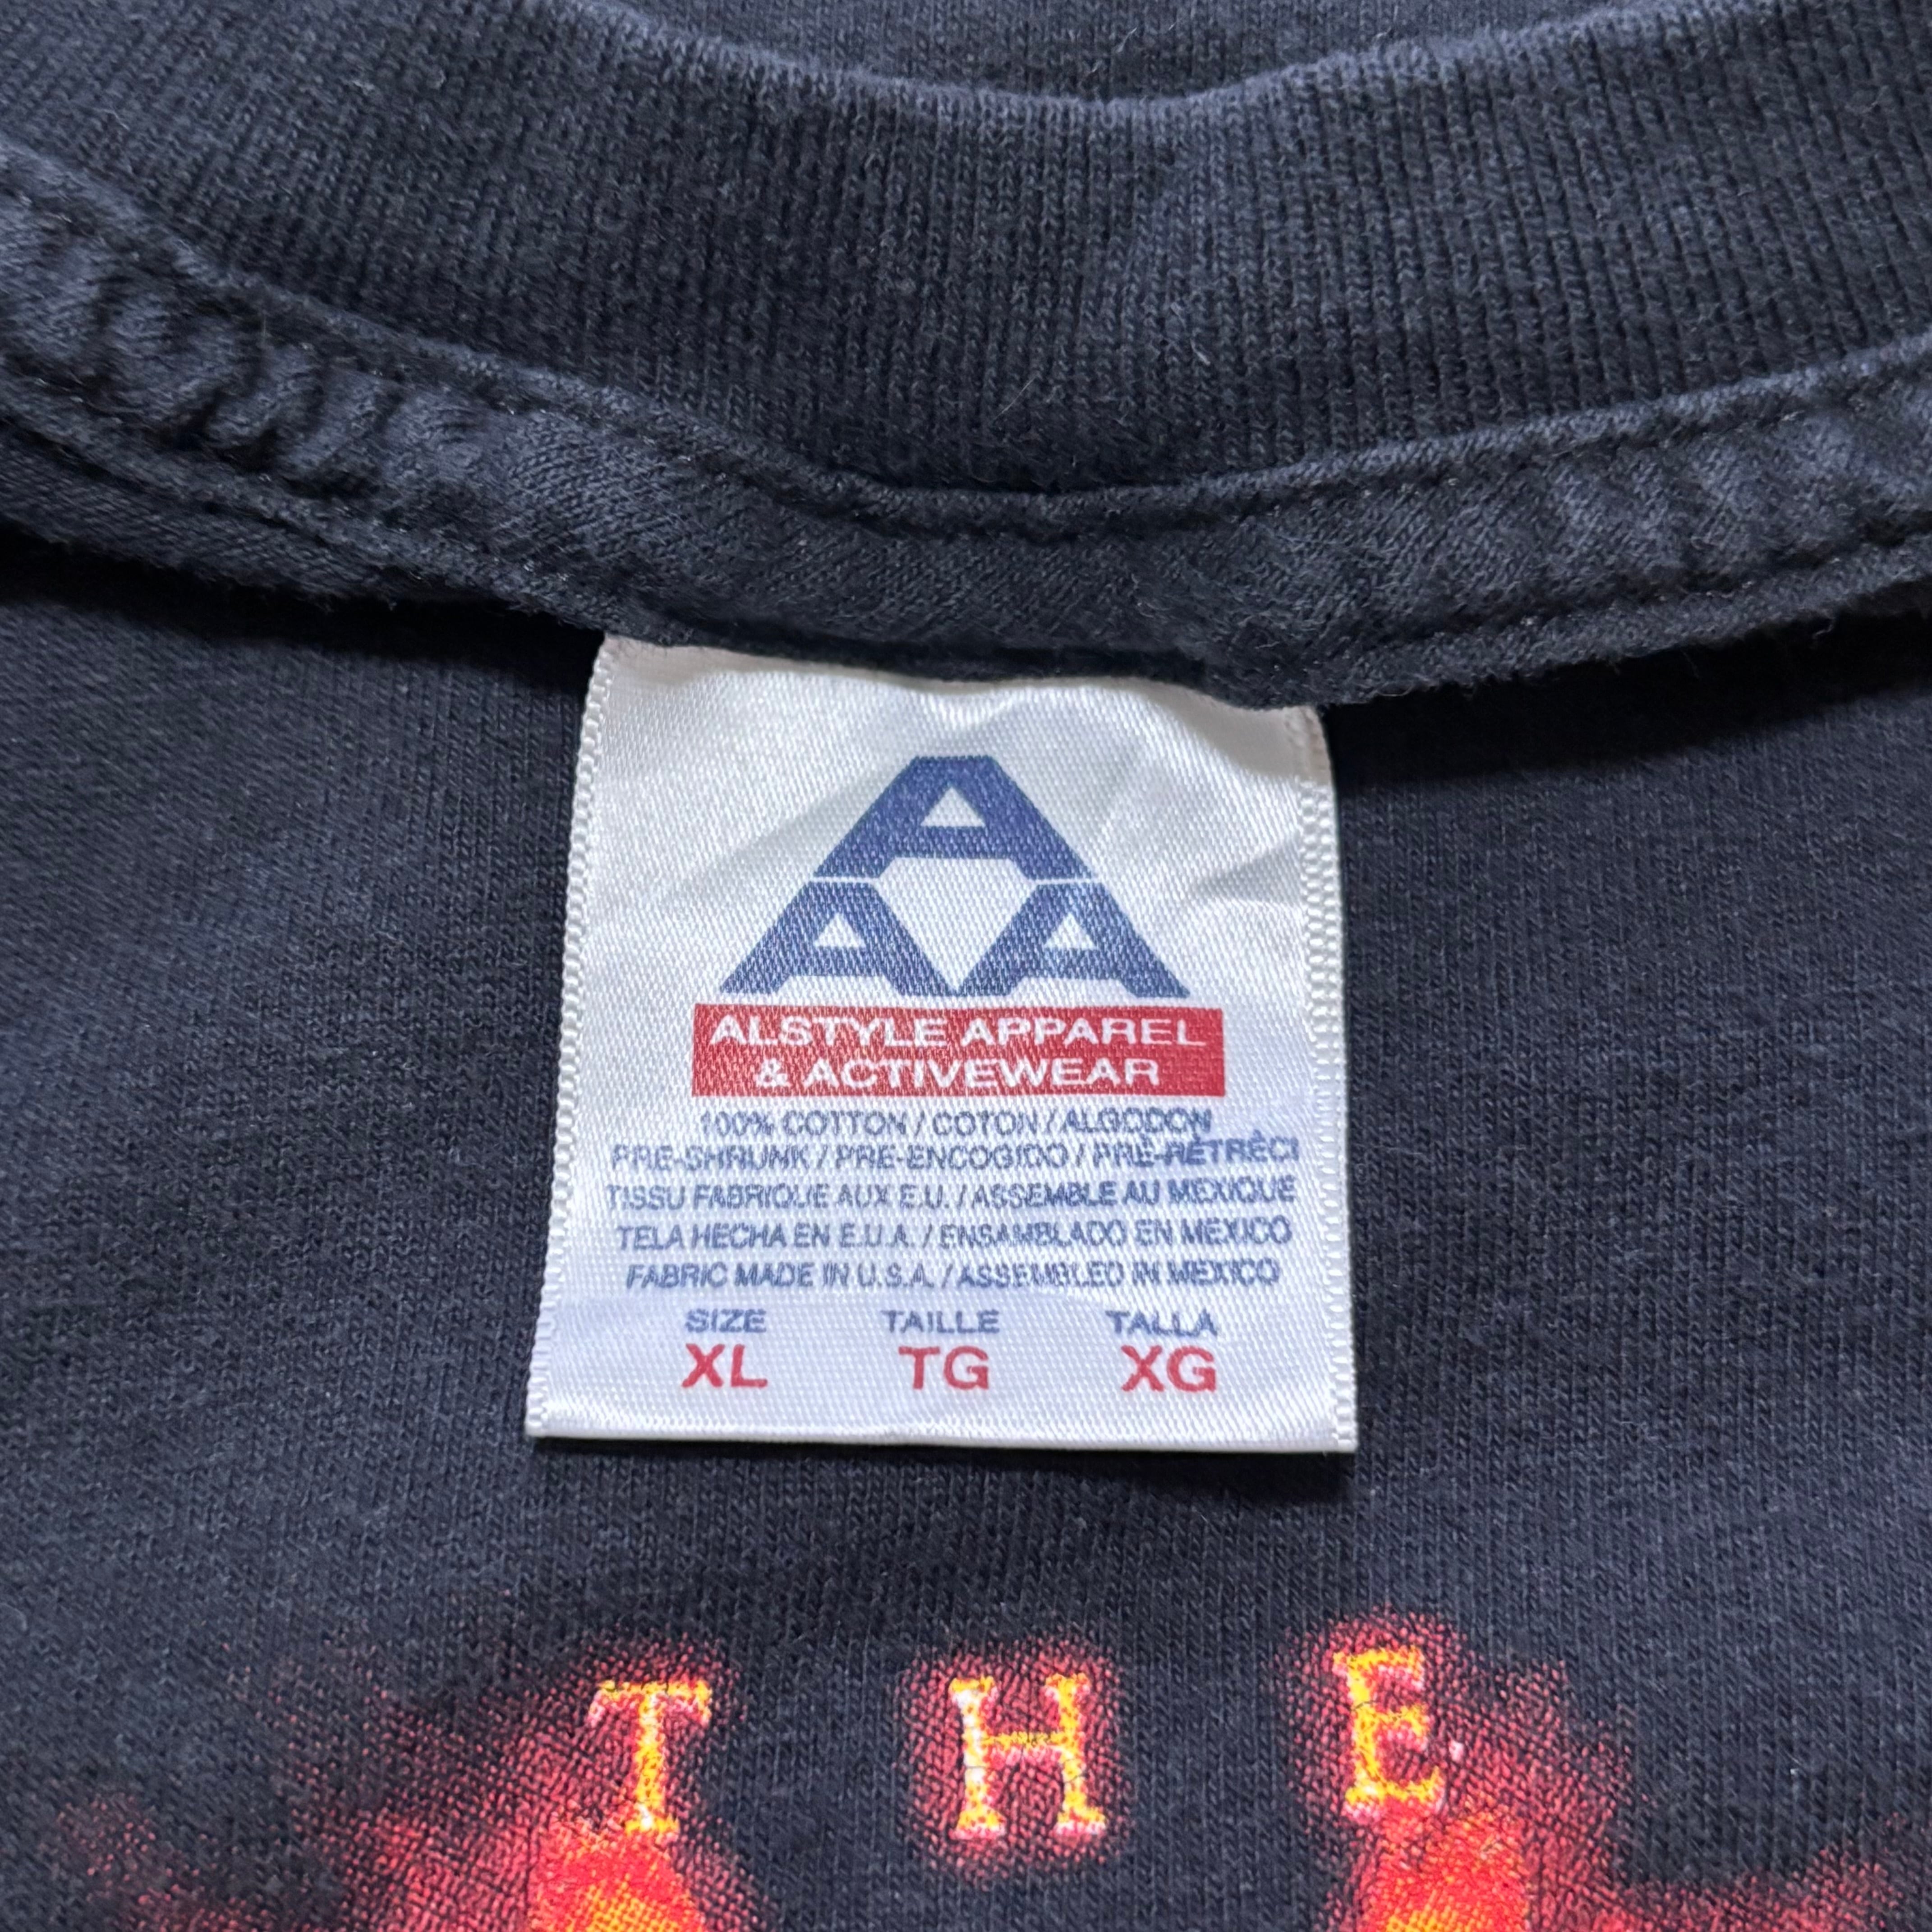 A
A A
ALSTYLE APPAREL
& ACTIVEWEAR
100% COTTON / COTON / ALGODON
PRE-SHRUNK / PRE-ENCOGIDO / PRÉ-RÉTRÉCI
TISSU FABRIQUE AUX E.U. / ASSEMBLE AU MEXIQUE
TELA HECHA EN E.U.A. / ENSAMBLADO EN MEXICO
FABRIC MADE IN U.S.A. / ASSEMBLED IN MEXICO
SIZE TAILLE TALLA
XL TG XG
THE